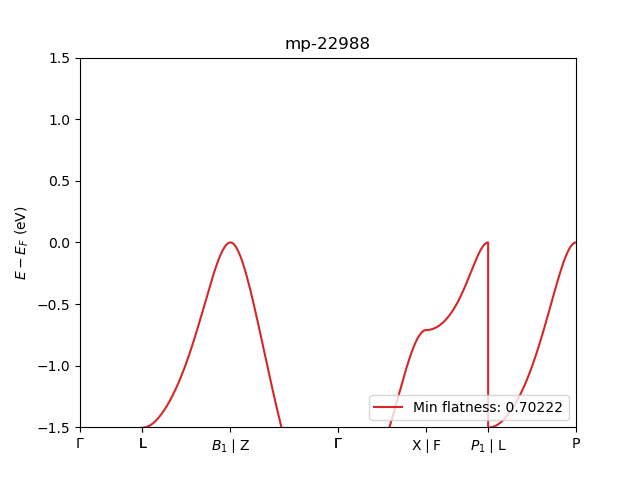 mp-22988
E − E_F (eV)
1.5
1.0
0.5
0.0
−0.5
−1.0
−1.5
Min flatness: 0.70222
Γ L B₁ | Z Γ X | F P₁ | L P